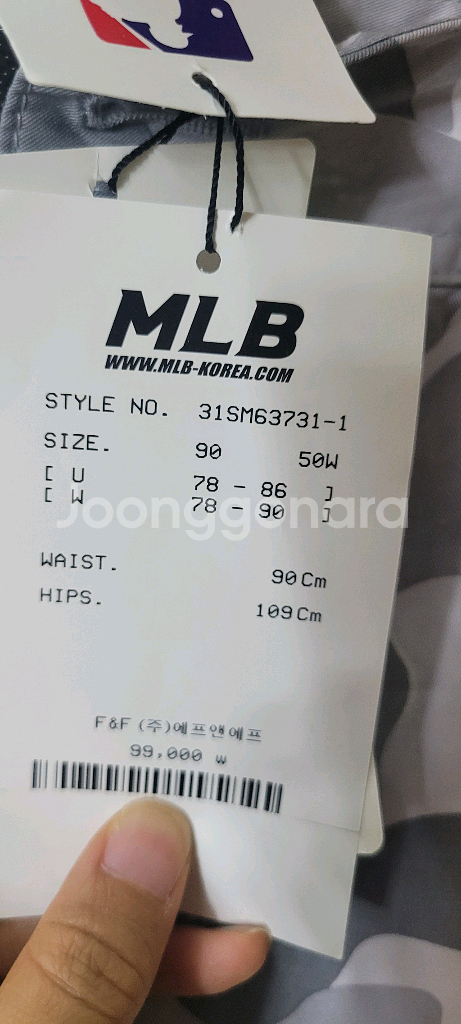 MLB
WWW.MLB-KOREA.COM
STYLE NO. 31SM63731-1
SIZE. 90 50W
[ U 78 - 86 ]
[ W 78 - 90 ]
Joonggonara
WAIST. 90Cm
HIPS. 109Cm
F&F (주)에프앤에프
99,000 W